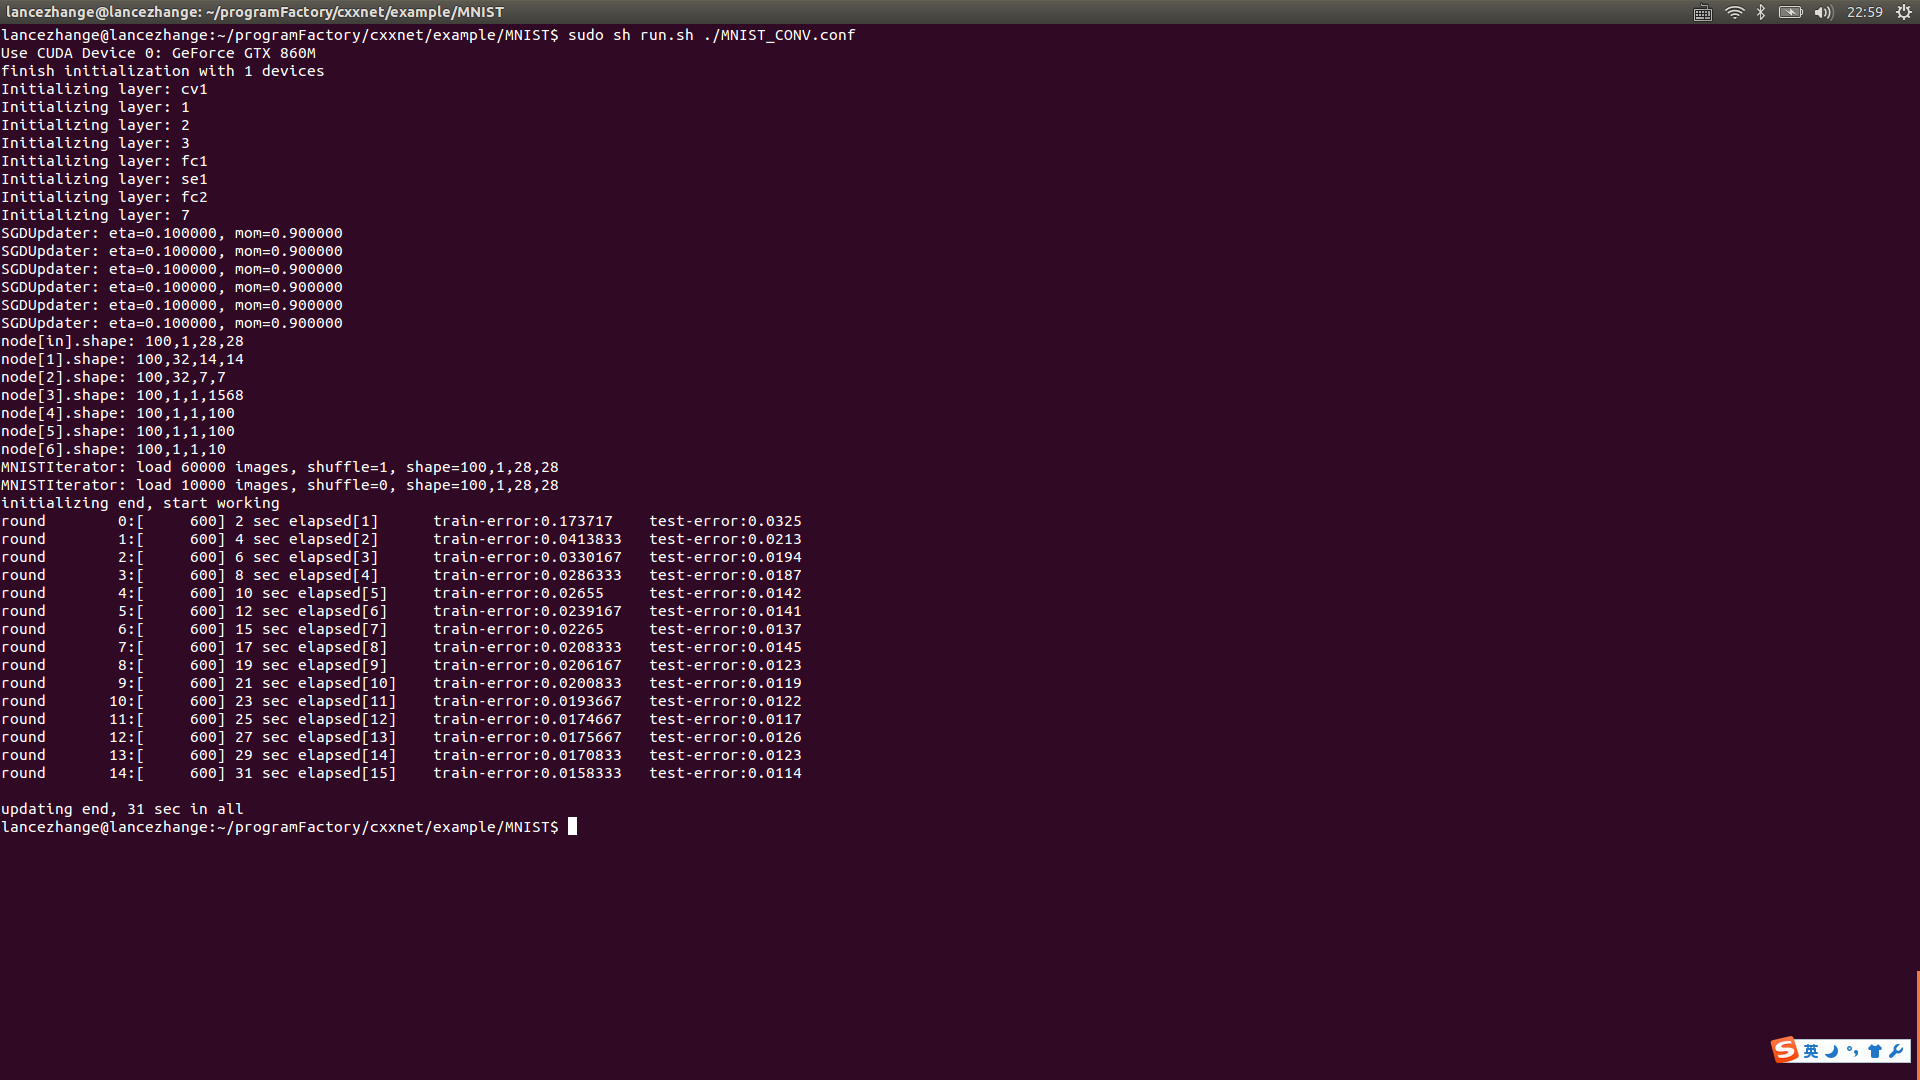 lancezhange@lancezhange: ~/programFactory/cxxnet/example/MNIST
22:59
lancezhange@lancezhange:~/programFactory/cxxnet/example/MNIST$ sudo sh run.sh ./MNIST_CONV.conf
Use CUDA Device 0: GeForce GTX 860M
finish initialization with 1 devices
Initializing layer: cv1
Initializing layer: 1
Initializing layer: 2
Initializing layer: 3
Initializing layer: fc1
Initializing layer: se1
Initializing layer: fc2
Initializing layer: 7
SGDUpdater: eta=0.100000, mom=0.900000
SGDUpdater: eta=0.100000, mom=0.900000
SGDUpdater: eta=0.100000, mom=0.900000
SGDUpdater: eta=0.100000, mom=0.900000
SGDUpdater: eta=0.100000, mom=0.900000
SGDUpdater: eta=0.100000, mom=0.900000
node[in].shape: 100,1,28,28
node[1].shape: 100,32,14,14
node[2].shape: 100,32,7,7
node[3].shape: 100,1,1,1568
node[4].shape: 100,1,1,100
node[5].shape: 100,1,1,100
node[6].shape: 100,1,1,10
MNISTIterator: load 60000 images, shuffle=1, shape=100,1,28,28
MNISTIterator: load 10000 images, shuffle=0, shape=100,1,28,28
initializing end, start working
round        0:[     600] 2 sec elapsed[1]      train-error:0.173717    test-error:0.0325
round        1:[     600] 4 sec elapsed[2]      train-error:0.0413833   test-error:0.0213
round        2:[     600] 6 sec elapsed[3]      train-error:0.0330167   test-error:0.0194
round        3:[     600] 8 sec elapsed[4]      train-error:0.0286333   test-error:0.0187
round        4:[     600] 10 sec elapsed[5]     train-error:0.02655     test-error:0.0142
round        5:[     600] 12 sec elapsed[6]     train-error:0.0239167   test-error:0.0141
round        6:[     600] 15 sec elapsed[7]     train-error:0.02265     test-error:0.0137
round        7:[     600] 17 sec elapsed[8]     train-error:0.0208333   test-error:0.0145
round        8:[     600] 19 sec elapsed[9]     train-error:0.0206167   test-error:0.0123
round        9:[     600] 21 sec elapsed[10]    train-error:0.0200833   test-error:0.0119
round       10:[     600] 23 sec elapsed[11]    train-error:0.0193667   test-error:0.0122
round       11:[     600] 25 sec elapsed[12]    train-error:0.0174667   test-error:0.0117
round       12:[     600] 27 sec elapsed[13]    train-error:0.0175667   test-error:0.0126
round       13:[     600] 29 sec elapsed[14]    train-error:0.0170833   test-error:0.0123
round       14:[     600] 31 sec elapsed[15]    train-error:0.0158333   test-error:0.0114
updating end, 31 sec in all
lancezhange@lancezhange:~/programFactory/cxxnet/example/MNIST$
英